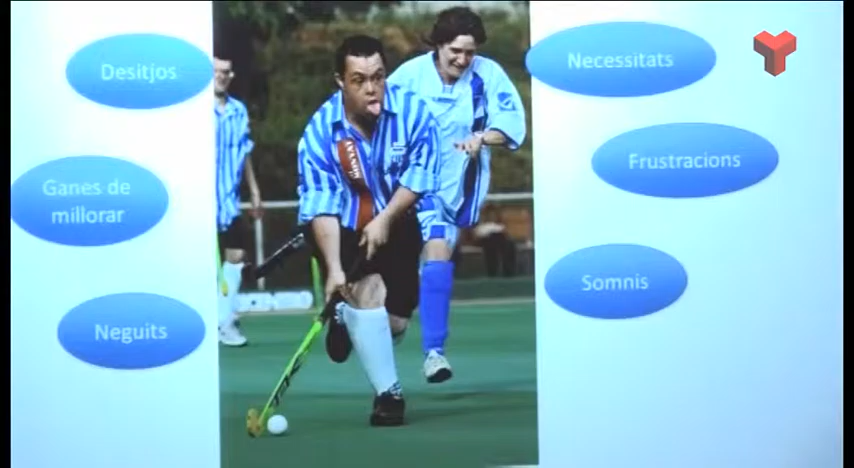 Desitjos
Necessitats
Ganes de
millorar
Frustracions
Somnis
Neguits